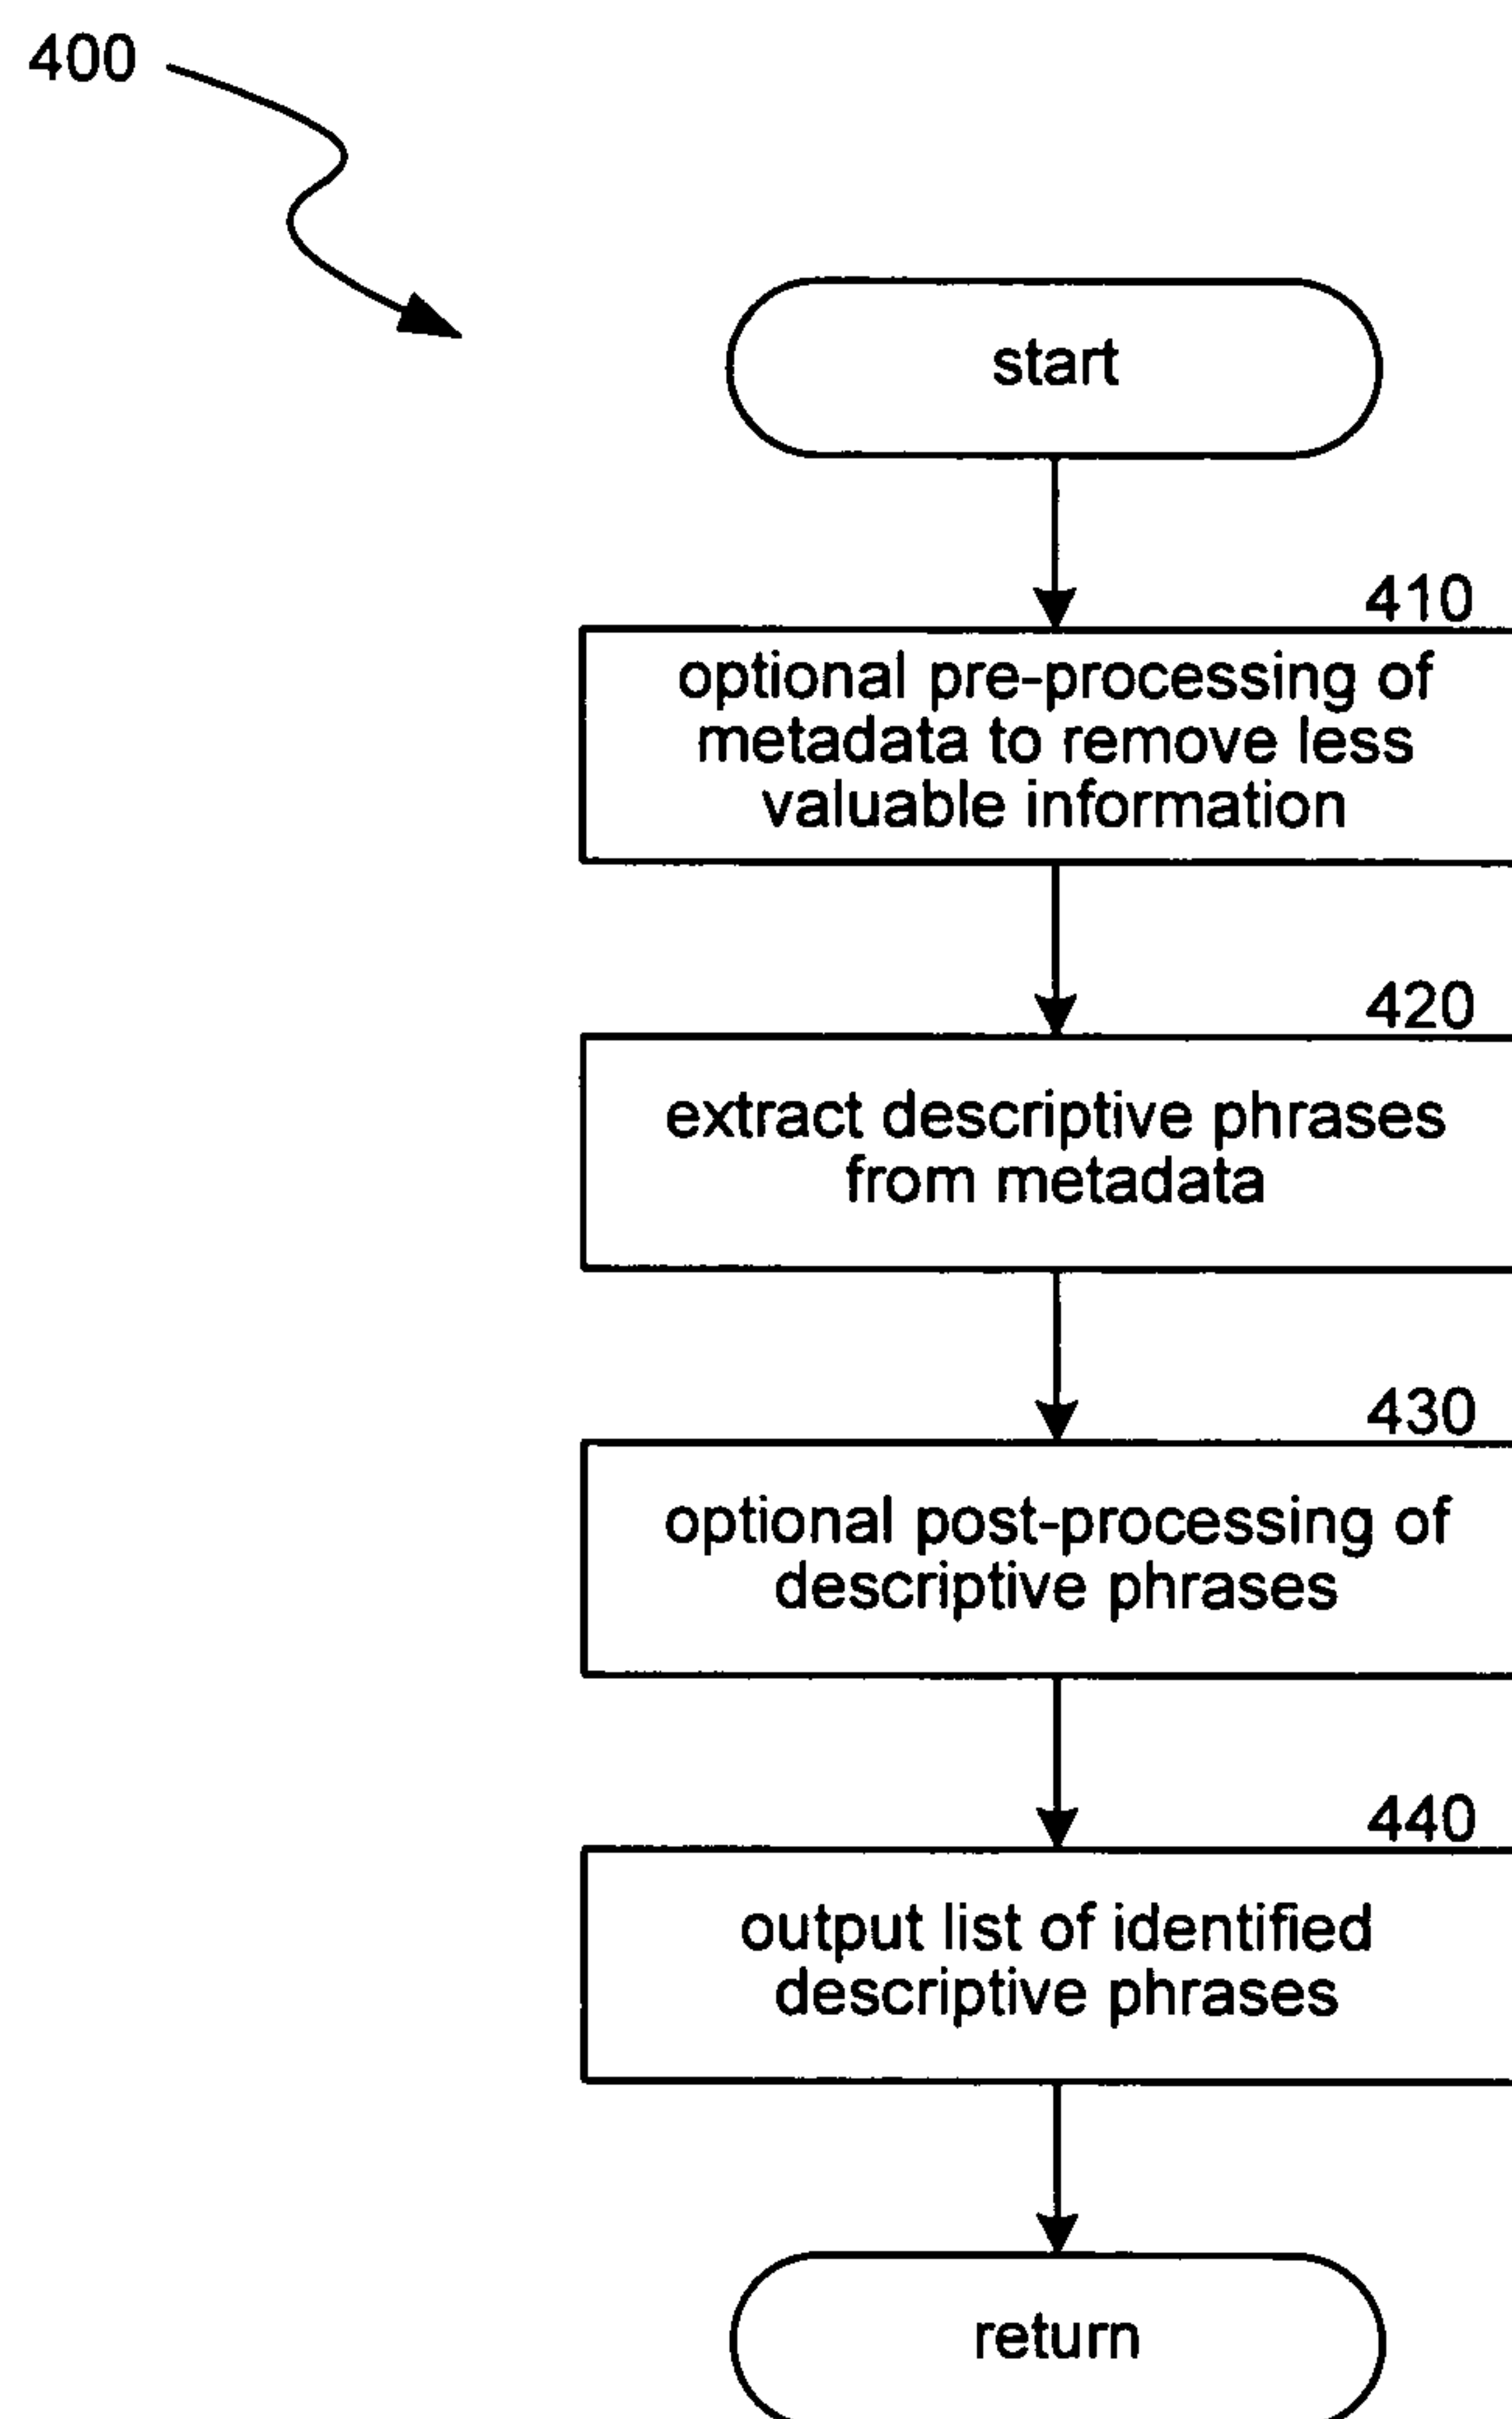 400
start
410
optional pre-processing of
metadata to remove less
valuable information
420
extract descriptive phrases
from metadata
430
optional post-processing of
descriptive phrases
440
output list of identified
descriptive phrases
return